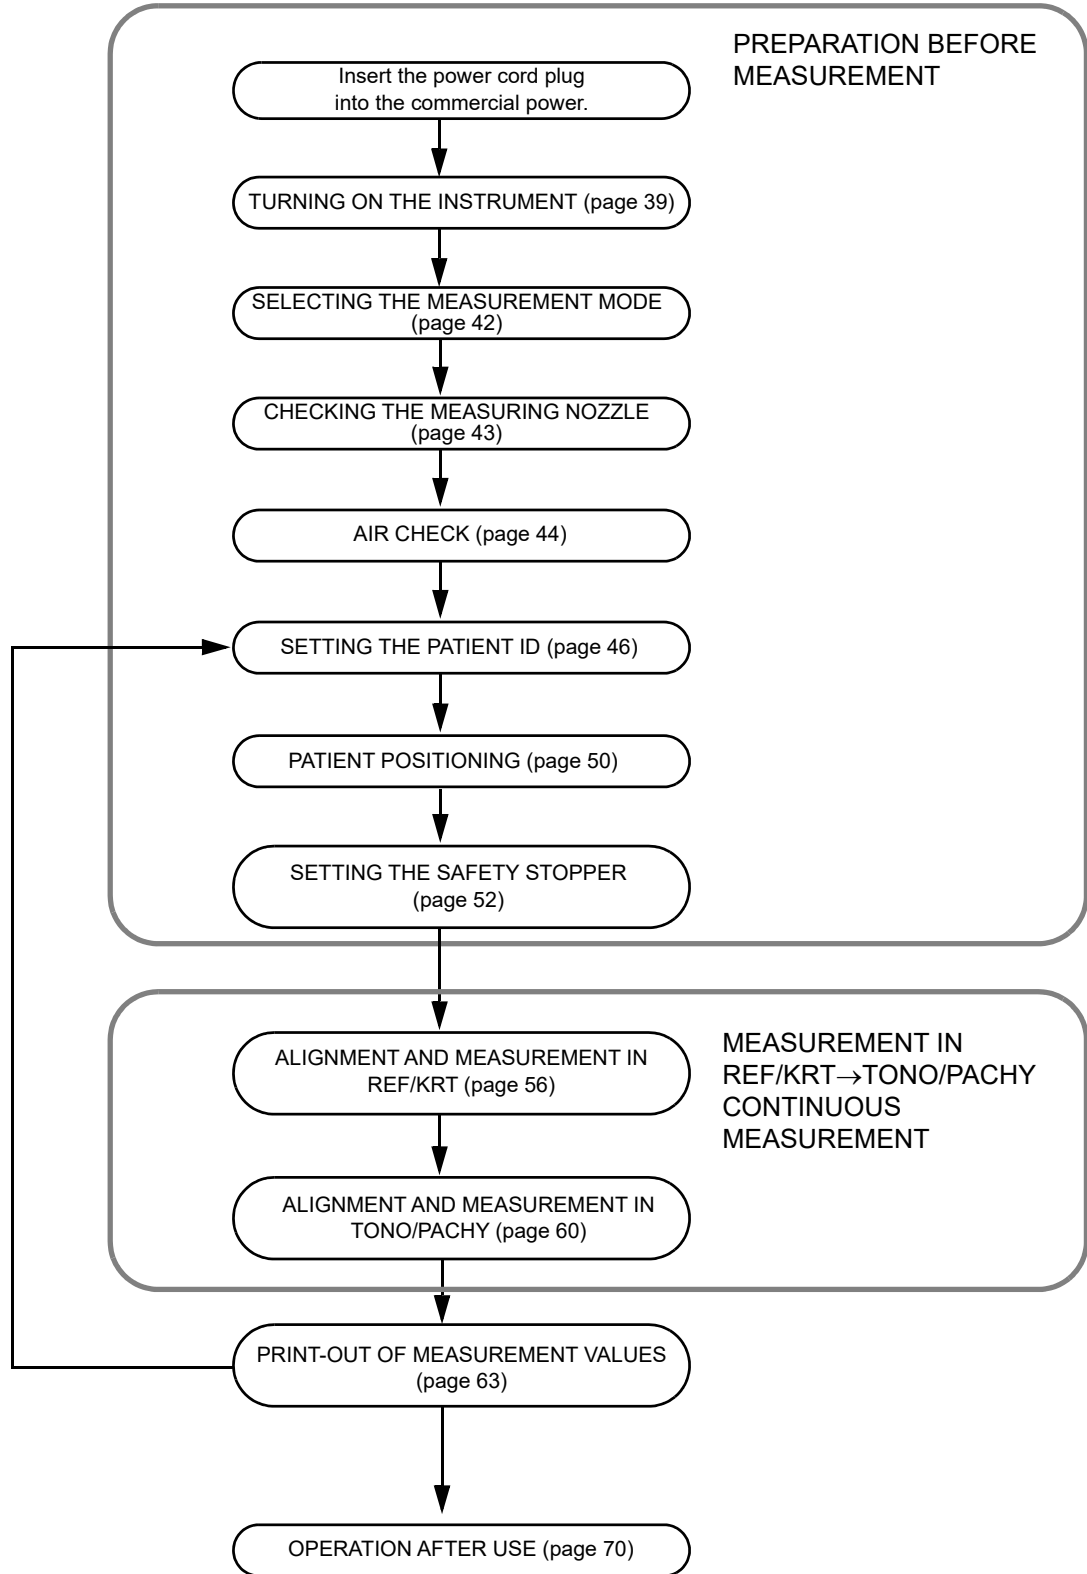 PREPARATION BEFORE
MEASUREMENT
Insert the power cord plug
into the commercial power.
TURNING ON THE INSTRUMENT (page 39)
SELECTING THE MEASUREMENT MODE
(page 42)
CHECKING THE MEASURING NOZZLE
(page 43)
AIR CHECK (page 44)
SETTING THE PATIENT ID (page 46)
PATIENT POSITIONING (page 50)
SETTING THE SAFETY STOPPER
(page 52)
MEASUREMENT IN
REF/KRT→TONO/PACHY
CONTINUOUS
MEASUREMENT
ALIGNMENT AND MEASUREMENT IN
REF/KRT (page 56)
ALIGNMENT AND MEASUREMENT IN
TONO/PACHY (page 60)
PRINT-OUT OF MEASUREMENT VALUES
(page 63)
OPERATION AFTER USE (page 70)